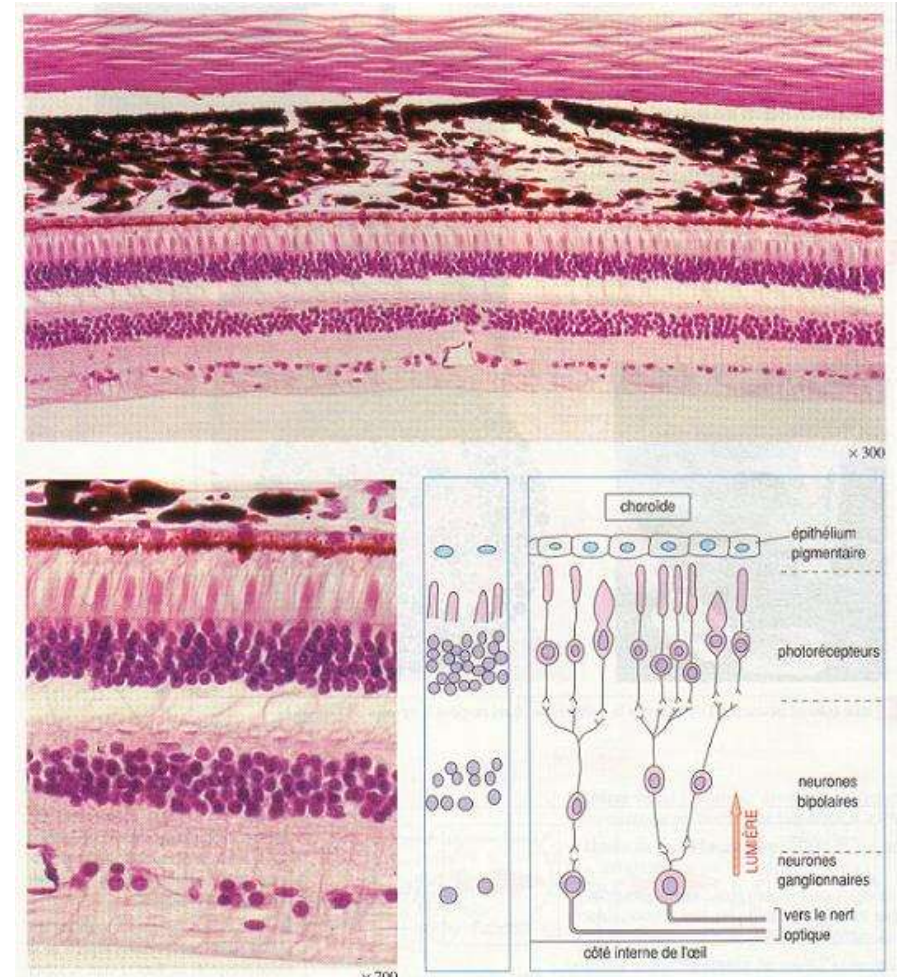 × 300
choroïde
épithélium
pigmentaire
photorécepteurs
neurones
bipolaires
LUMIÈRE
neurones
ganglionnaires
vers le nerf
optique
côté interne de l'œil
× 700